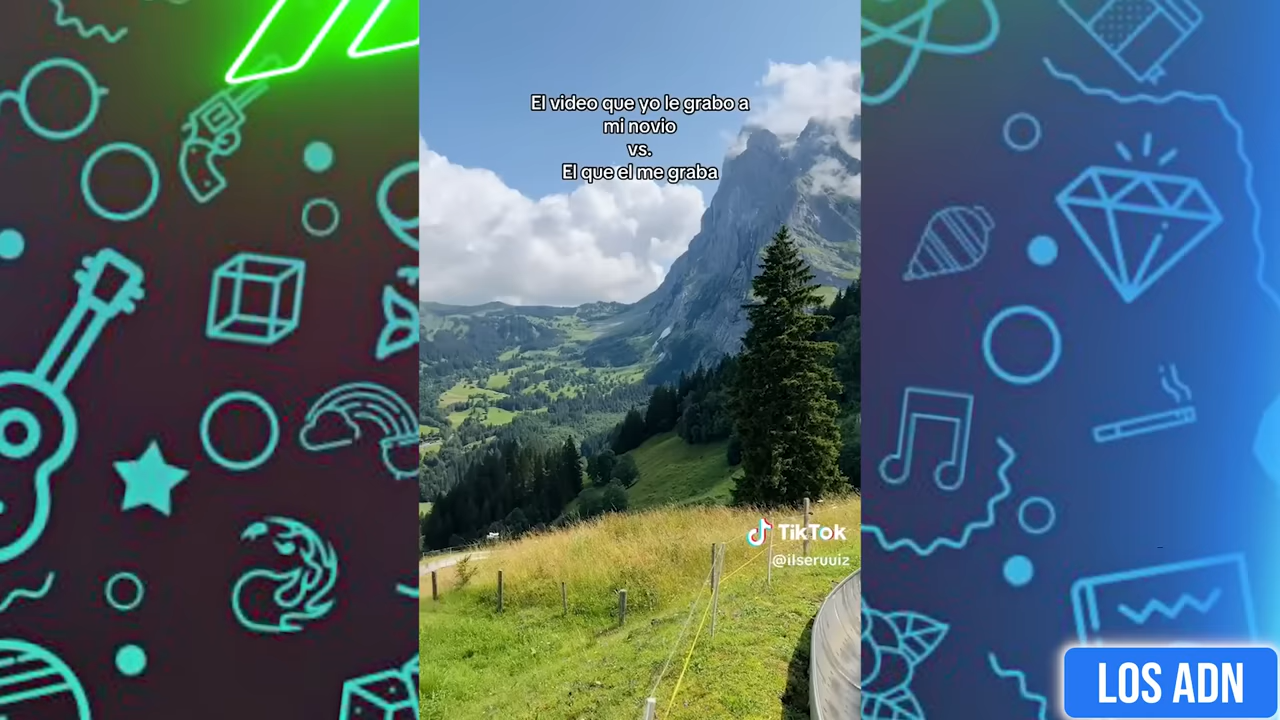 El video que yo le grabo a
mi novio
vs.
El que el me graba
TikTok
@ilseruuiz
LOS ADN